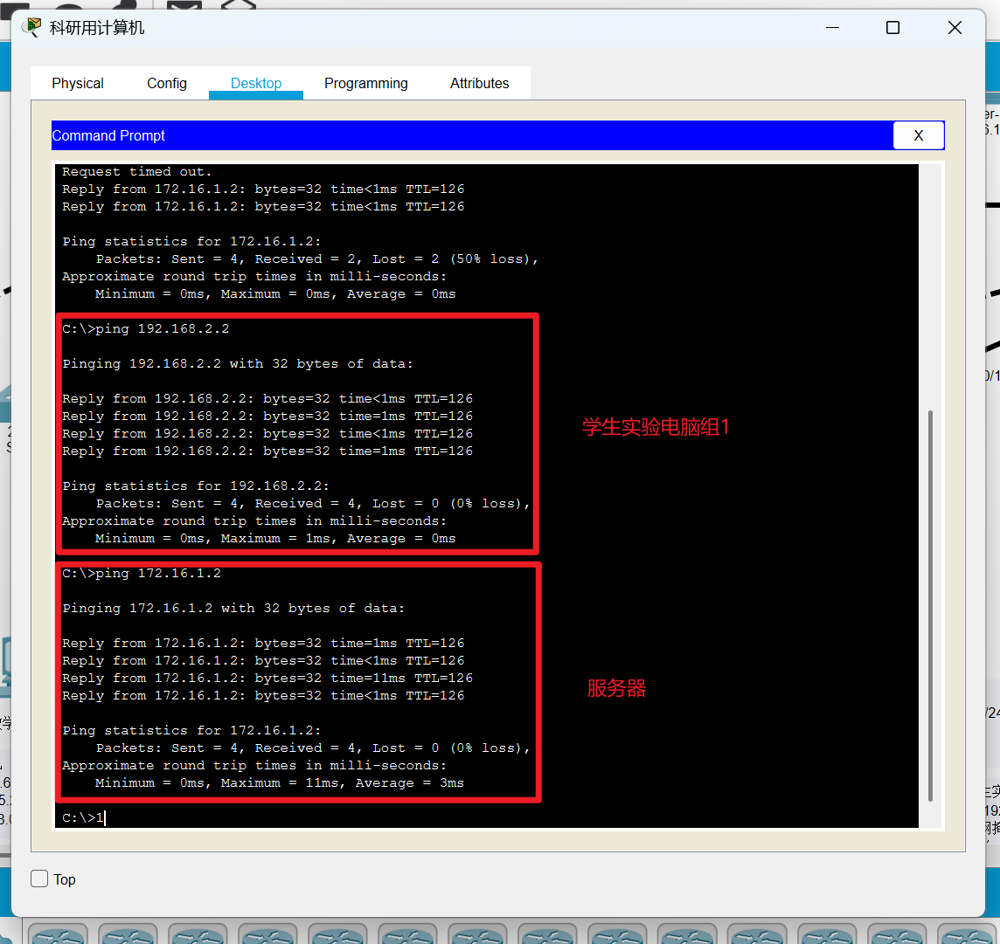 科研用计算机
Physical
Config
Desktop
Programming
Attributes
Command Prompt
X
Request timed out.
Reply from 172.16.1.2: bytes=32 time<1ms TTL=126
Reply from 172.16.1.2: bytes=32 time<1ms TTL=126
Ping statistics for 172.16.1.2:
Packets: Sent = 4, Received = 2, Lost = 2 (50% loss),
Approximate round trip times in milli-seconds:
Minimum = 0ms, Maximum = 0ms, Average = 0ms
C:\>ping 192.168.2.2
Pinging 192.168.2.2 with 32 bytes of data:
Reply from 192.168.2.2: bytes=32 time<1ms TTL=126
Reply from 192.168.2.2: bytes=32 time=1ms TTL=126
Reply from 192.168.2.2: bytes=32 time<1ms TTL=126
Reply from 192.168.2.2: bytes=32 time=1ms TTL=126
学生实验电脑组1
Ping statistics for 192.168.2.2:
Packets: Sent = 4, Received = 4, Lost = 0 (0% loss),
Approximate round trip times in milli-seconds:
Minimum = 0ms, Maximum = 1ms, Average = 0ms
C:\>ping 172.16.1.2
Pinging 172.16.1.2 with 32 bytes of data:
Reply from 172.16.1.2: bytes=32 time=1ms TTL=126
Reply from 172.16.1.2: bytes=32 time<1ms TTL=126
Reply from 172.16.1.2: bytes=32 time=11ms TTL=126
Reply from 172.16.1.2: bytes=32 time<1ms TTL=126
服务器
Ping statistics for 172.16.1.2:
Packets: Sent = 4, Received = 4, Lost = 0 (0% loss),
Approximate round trip times in milli-seconds:
Minimum = 0ms, Maximum = 11ms, Average = 3ms
C:\>1
Top